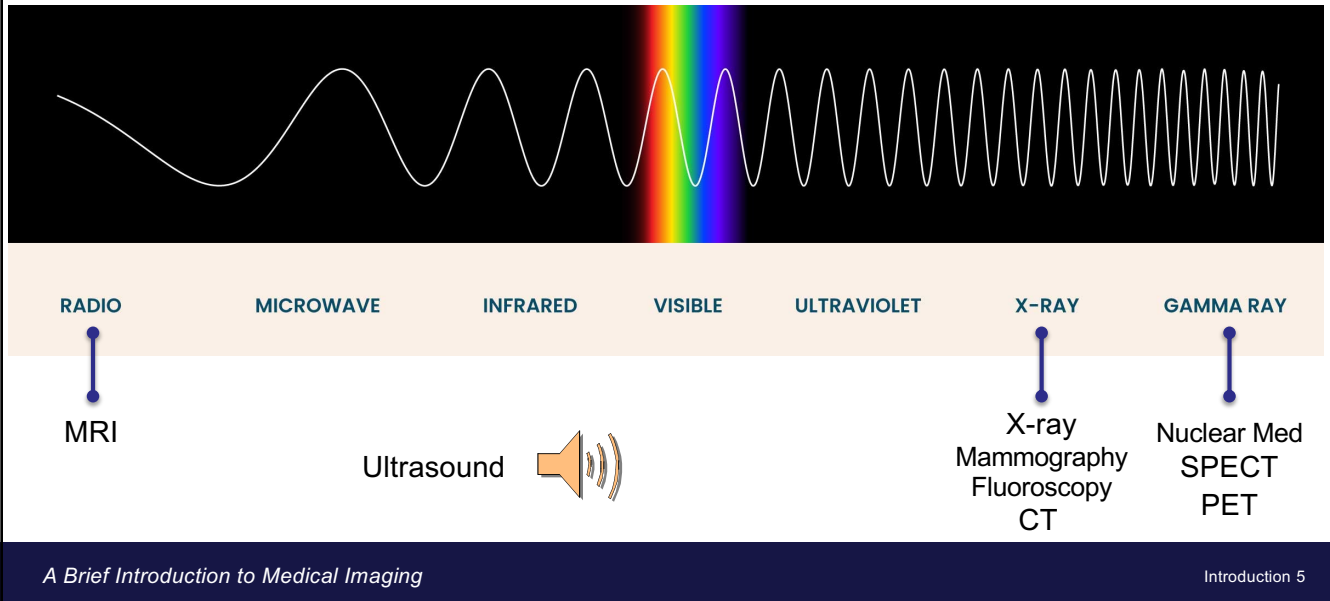 RADIO MICROWAVE INFRARED VISIBLE ULTRAVIOLET X-RAY GAMMA RAY
MRI
Ultrasound
X-ray
Mammography
Fluoroscopy
CT
Nuclear Med
SPECT
PET
A Brief Introduction to Medical Imaging
Introduction 5